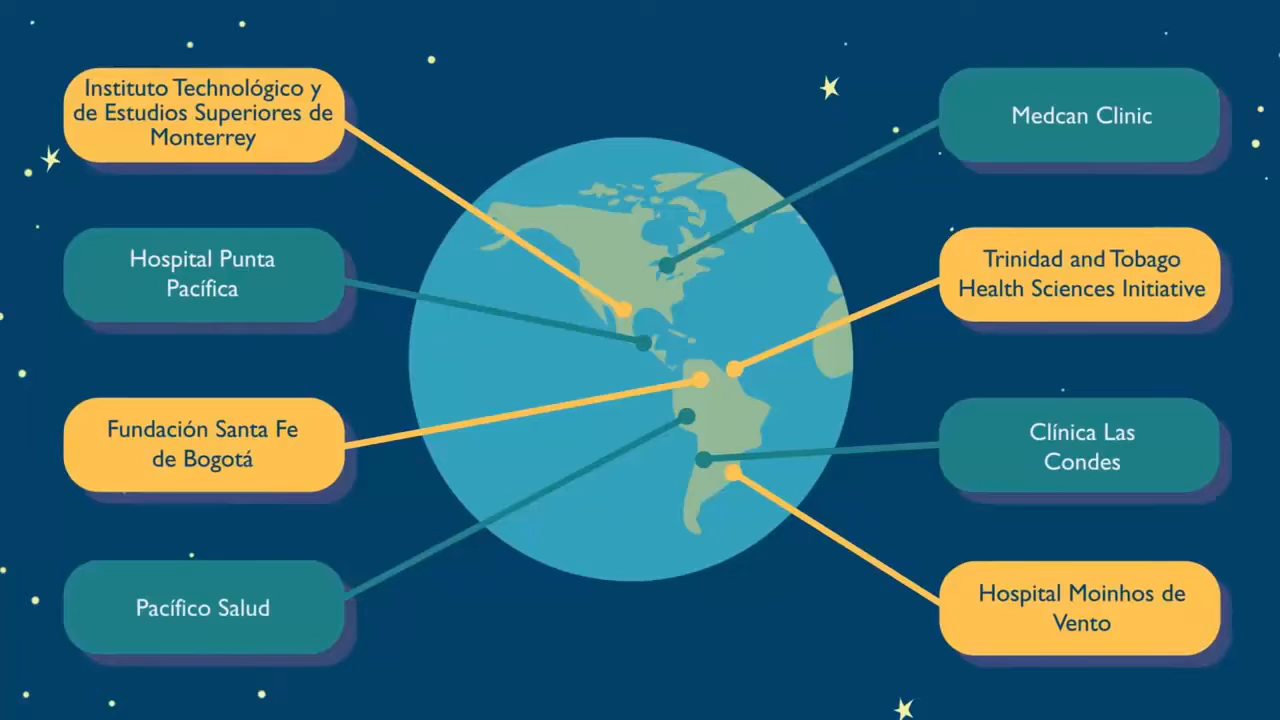 Instituto Technológico y
de Estudios Superiores de
Monterrey
Hospital Punta
Pacífica
Fundación Santa Fe
de Bogotá
Pacífico Salud
Medcan Clinic
Trinidad and Tobago
Health Sciences Initiative
Clínica Las
Condes
Hospital Moinhos de
Vento